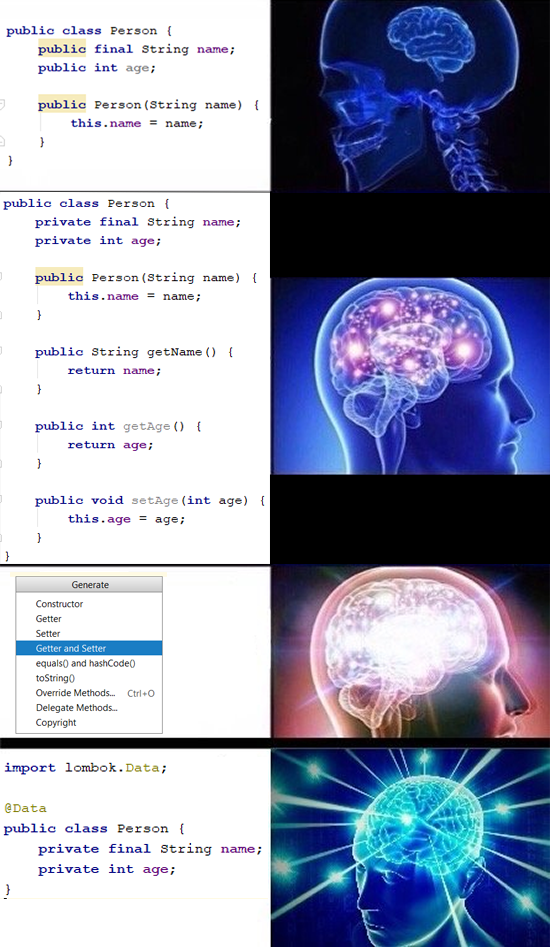 public class Person {
public final String name;
public int age;
public Person(String name) {
this.name = name;
}
}
public class Person {
private final String name;
private int age;
public Person(String name) {
this.name = name;
}
public String getName() {
return name;
}
public int getAge() {
return age;
}
public void setAge(int age) {
this.age = age;
}
}
Generate
Constructor
Getter
Setter
Getter and Setter
equals() and hashCode()
toString()
Override Methods... Ctrl+O
Delegate Methods...
Copyright
import lombok.Data;
@Data
public class Person {
private final String name;
private int age;
}